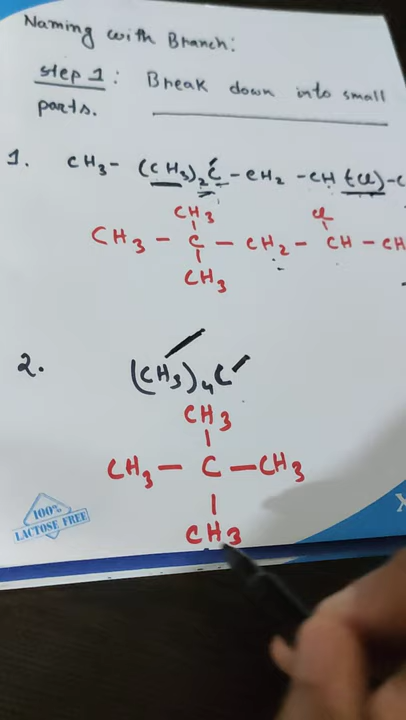 Naming with Branch:
step 1: Break down into small
parts.
1. CH3- (CH3)2C - CH2 - CH (Cl) - C
CH3 Cl
CH3 - C - CH2 - CH - CH
CH3
2. (CH3)4C
CH3
CH3 - C - CH3
CH3
100%
LACTOSE FREE
X